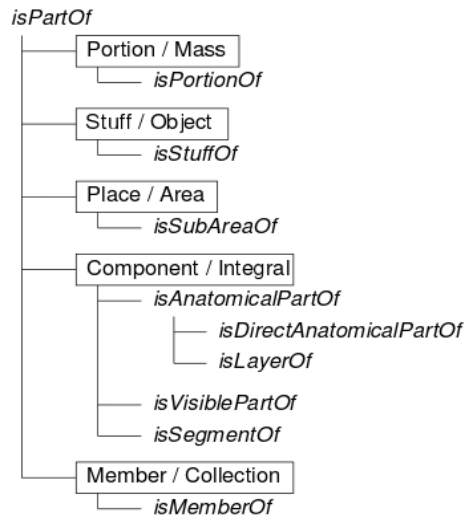 isPartOf
Portion / Mass
isPortionOf
Stuff / Object
isStuffOf
Place / Area
isSubAreaOf
Component / Integral
isAnatomicalPartOf
isDirectAnatomicalPartOf
isLayerOf
isVisiblePartOf
isSegmentOf
Member / Collection
isMemberOf